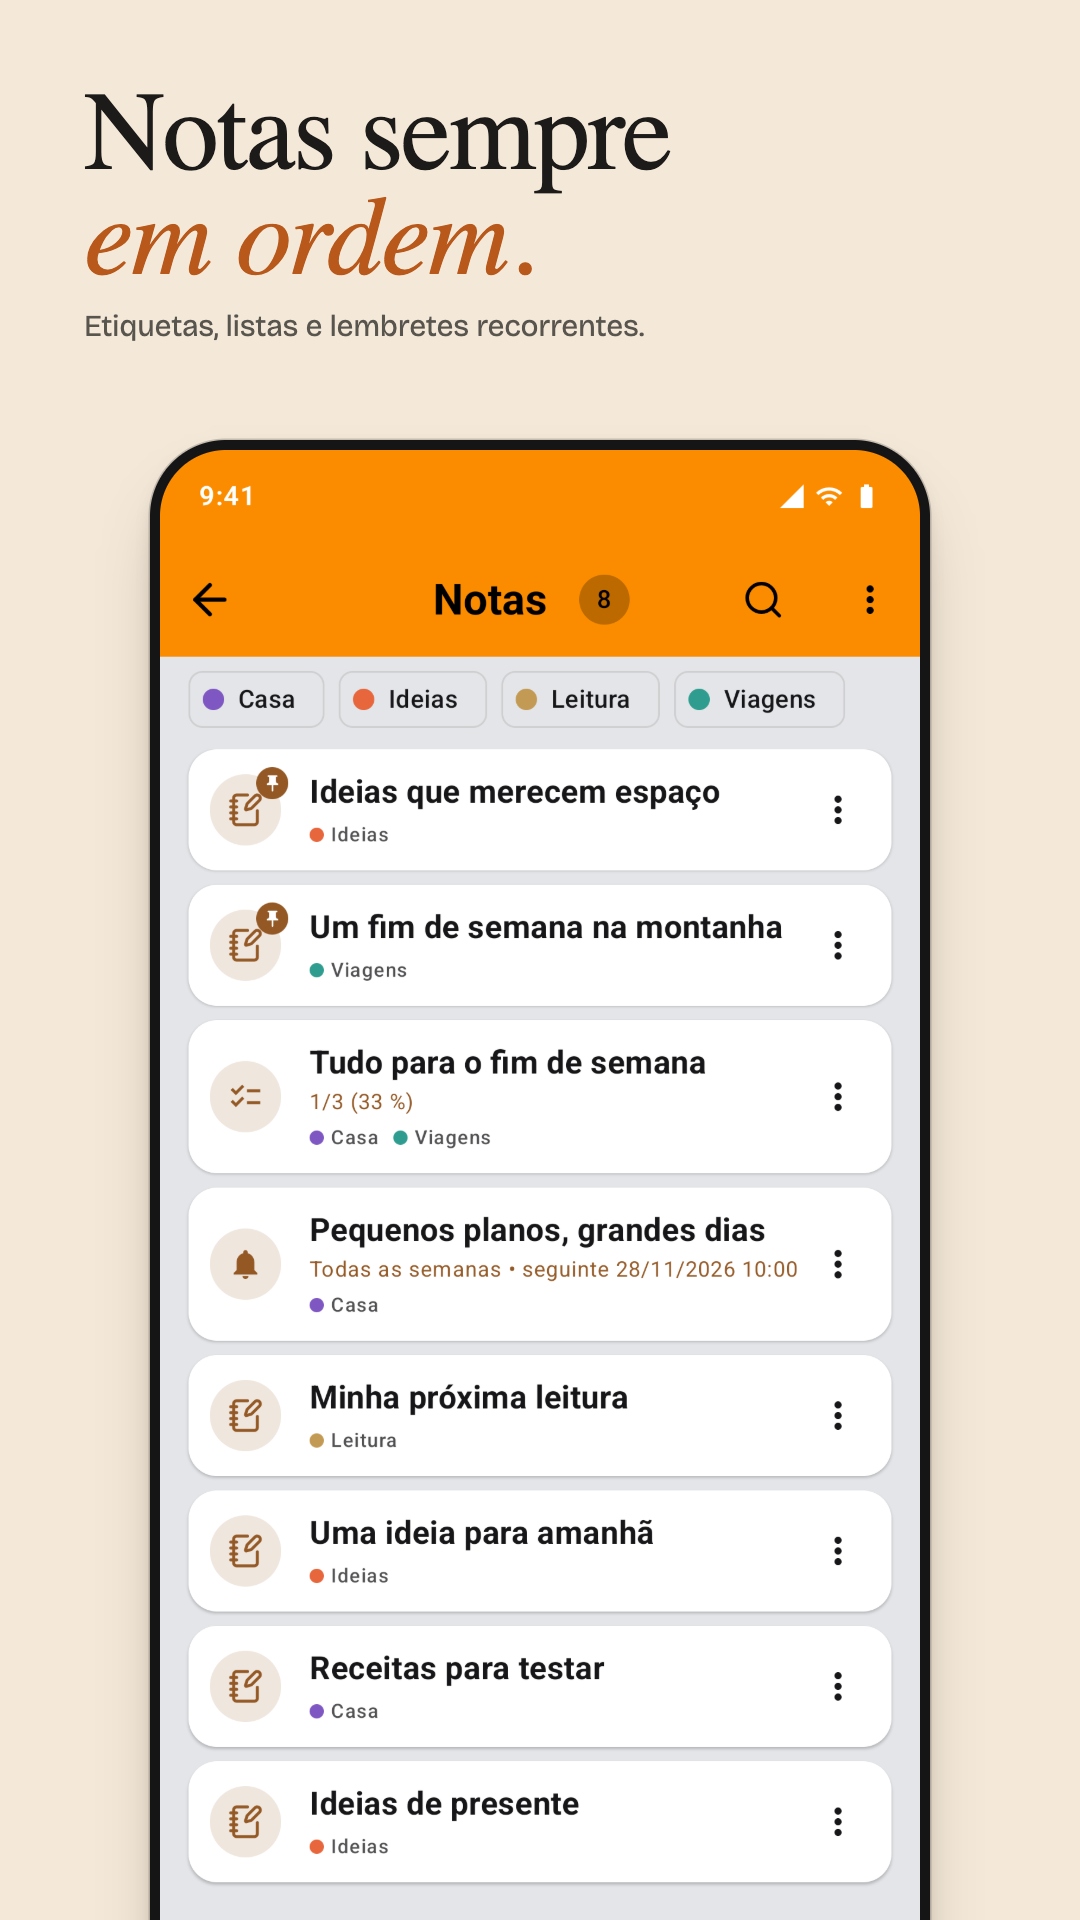 Notas sempre
em ordem.
Etiquetas, listas e lembretes recorrentes.
9:41
Notas 8
Casa Ideias Leitura Viagens
Ideias que merecem espaço
Ideias
Um fim de semana na montanha
Viagens
Tudo para o fim de semana
1/3 (33 %)
Casa Viagens
Pequenos planos, grandes dias
Todas as semanas • seguinte 28/11/2026 10:00
Casa
Minha próxima leitura
Leitura
Uma ideia para amanhã
Ideias
Receitas para testar
Casa
Ideias de presente
Ideias